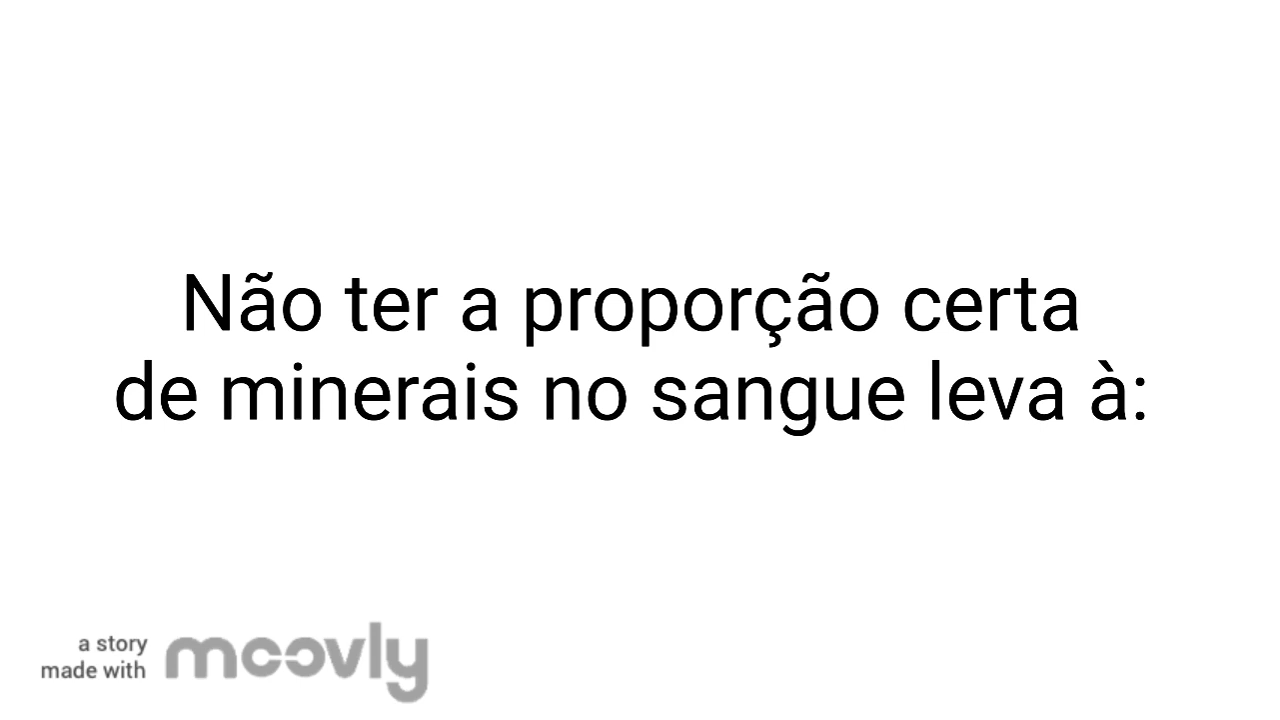 Não ter a proporção certa
de minerais no sangue leva à:
a story
made with moovly